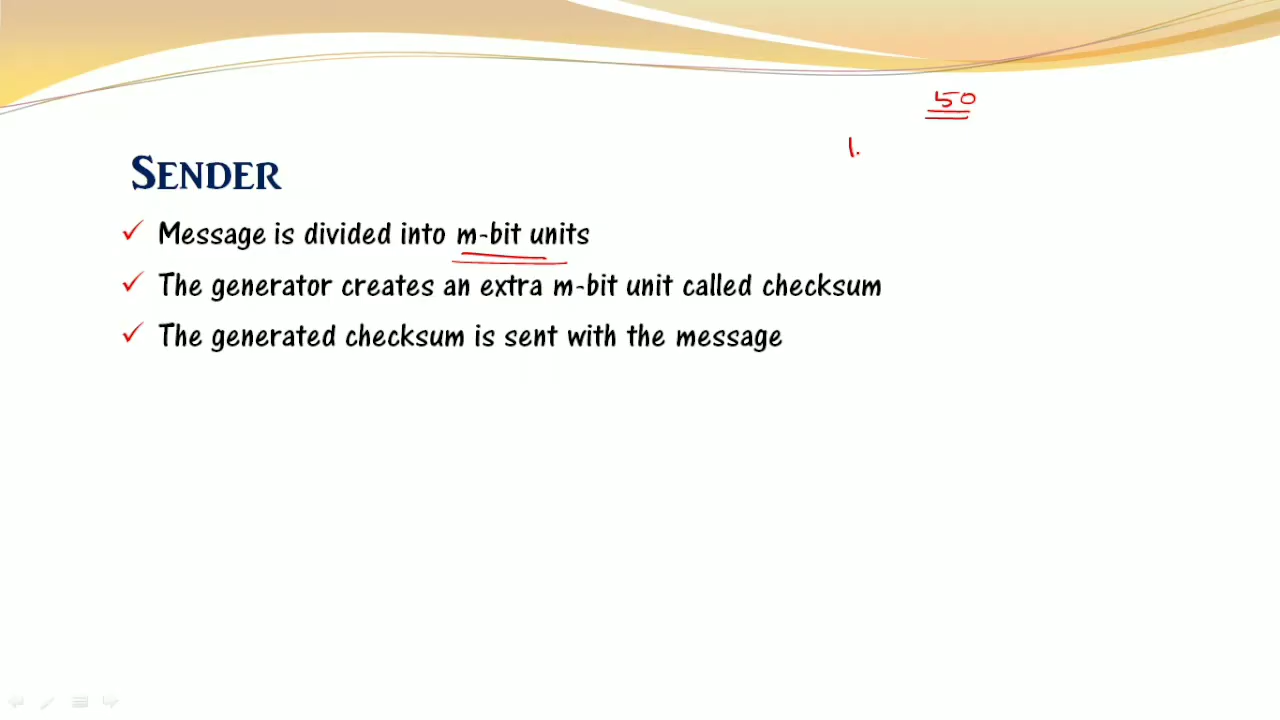 50
1.
SENDER
✓ Message is divided into m-bit units
✓ The generator creates an extra m-bit unit called checksum
✓ The generated checksum is sent with the message